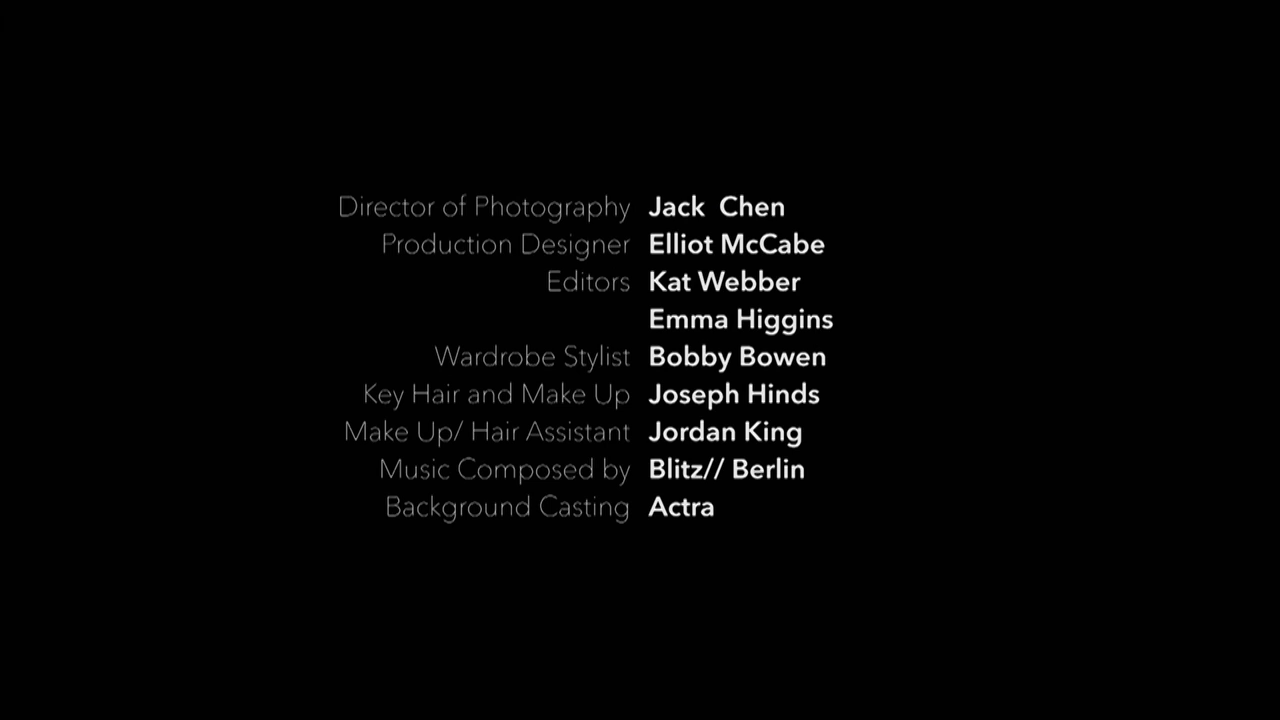 Director of Photography Jack Chen
Production Designer Elliot McCabe
Editors Kat Webber
Emma Higgins
Wardrobe Stylist Bobby Bowen
Key Hair and Make Up Joseph Hinds
Make Up/ Hair Assistant Jordan King
Music Composed by Blitz// Berlin
Background Casting Actra